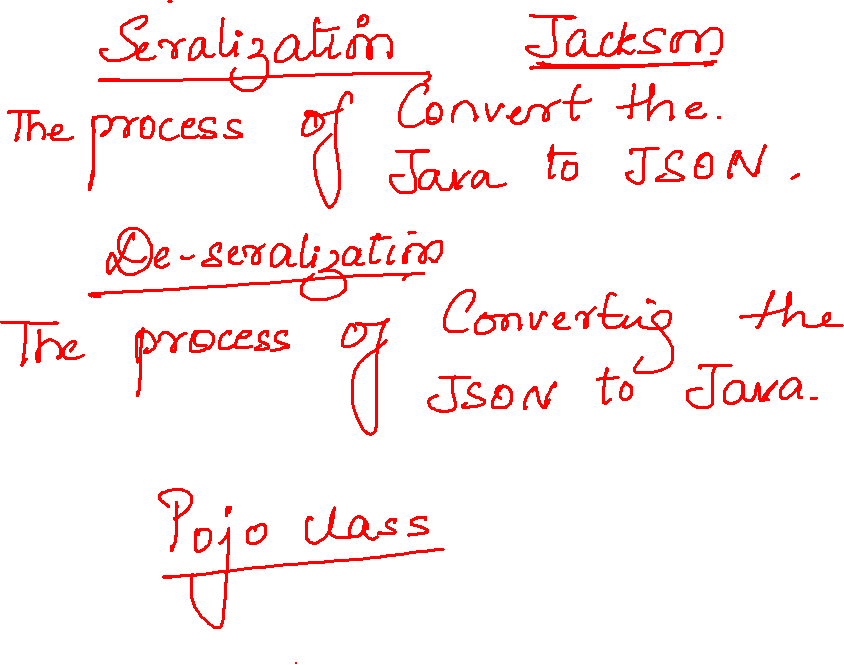 Seralization Jackson
The process of Convert the.
Java to JSON.
De-seralization
The process of Converting the
JSON to Java.
Pojo class